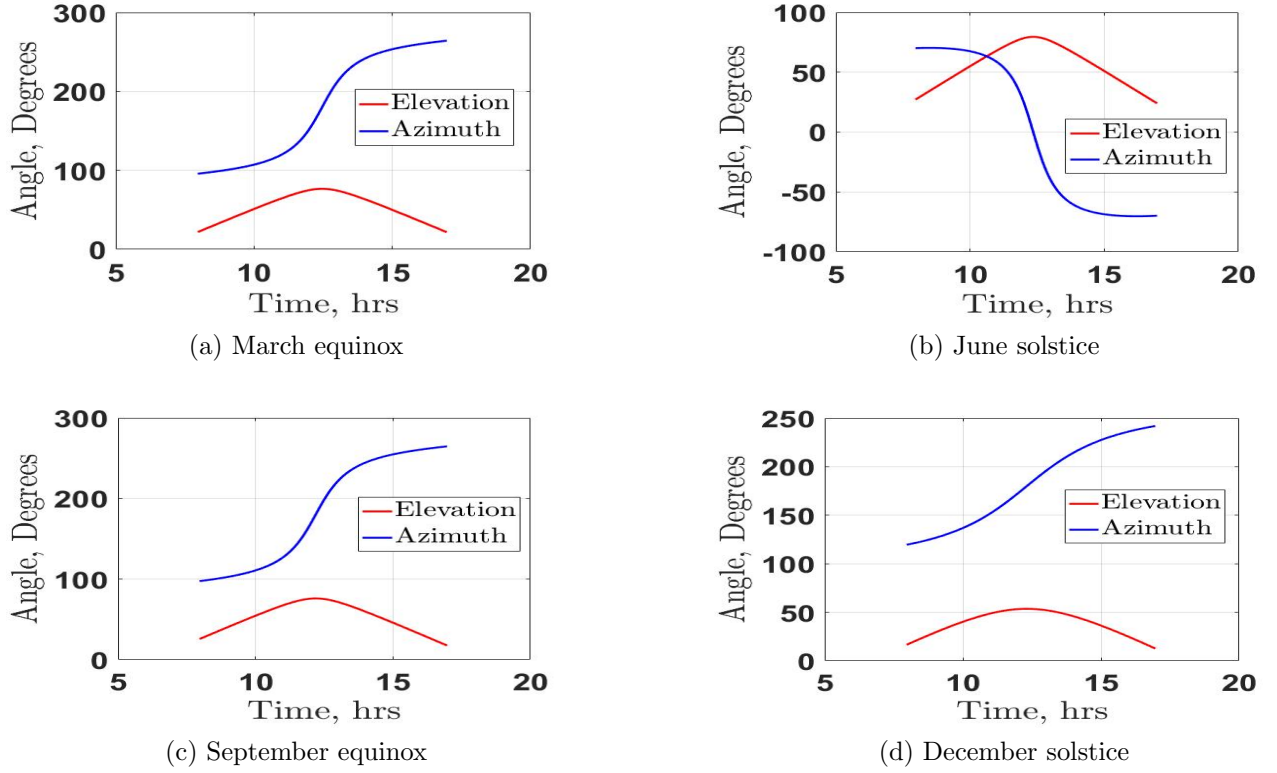 300
200
100
0
5
10
15
20
Angle, Degrees
Time, hrs
Elevation
Azimuth
(a) March equinox
100
50
0
-50
-100
5
10
15
20
Angle, Degrees
Time, hrs
Elevation
Azimuth
(b) June solstice
300
200
100
0
5
10
15
20
Angle, Degrees
Time, hrs
Elevation
Azimuth
(c) September equinox
250
200
150
100
50
0
5
10
15
20
Angle, Degrees
Time, hrs
Elevation
Azimuth
(d) December solstice